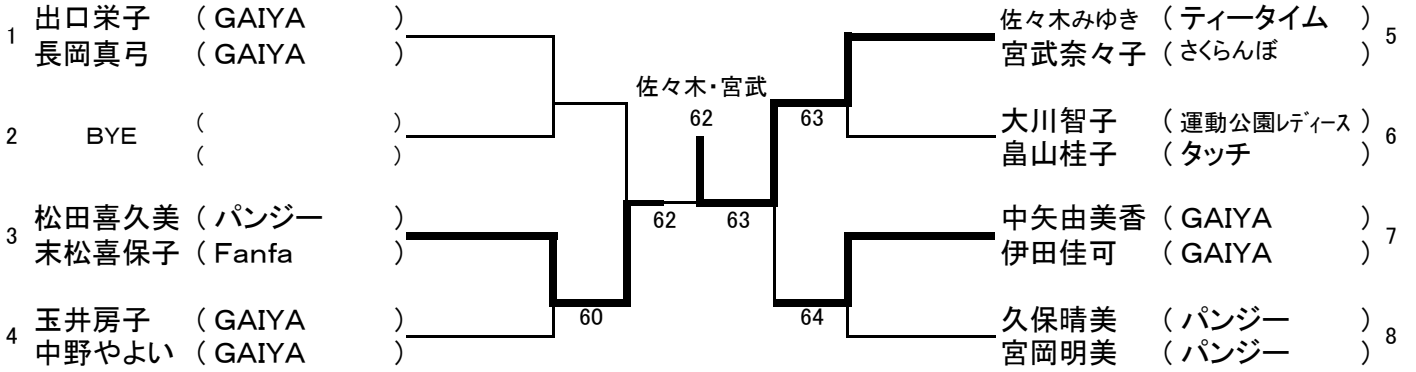 1 出口栄子 ( GAIYA )
長岡真弓 ( GAIYA )
2 BYE ( )
( )
3 松田喜久美 ( パンジー )
末松喜保子 ( Fanfa )
4 玉井房子 ( GAIYA )
中野やよい ( GAIYA )
60
62
佐々木・宮武
62
63
63
64
佐々木みゆき ( ティータイム ) 5
宮武奈々子 ( さくらんぼ )
大川智子 ( 運動公園レディース ) 6
畠山桂子 ( タッチ )
中矢由美香 ( GAIYA ) 7
伊田佳可 ( GAIYA )
久保晴美 ( パンジー ) 8
宮岡明美 ( パンジー )